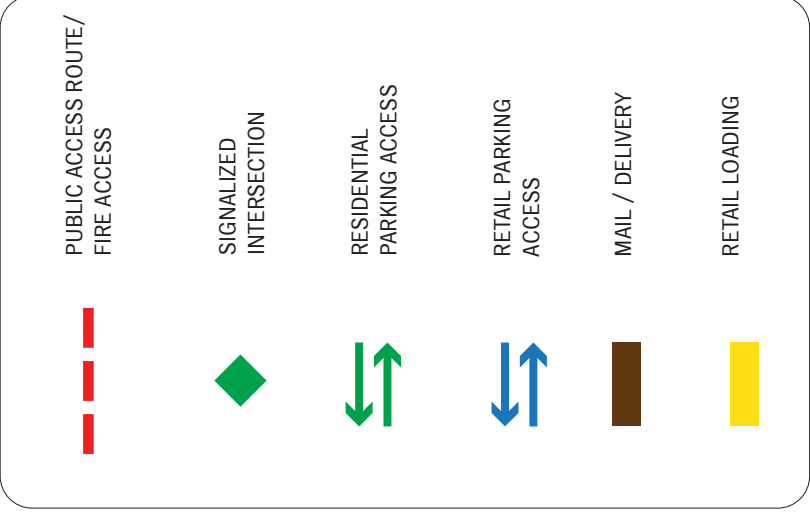 PUBLIC ACCESS ROUTE/
FIRE ACCESS
SIGNALIZED
INTERSECTION
RESIDENTIAL
PARKING ACCESS
RETAIL PARKING
ACCESS
MAIL / DELIVERY
RETAIL LOADING